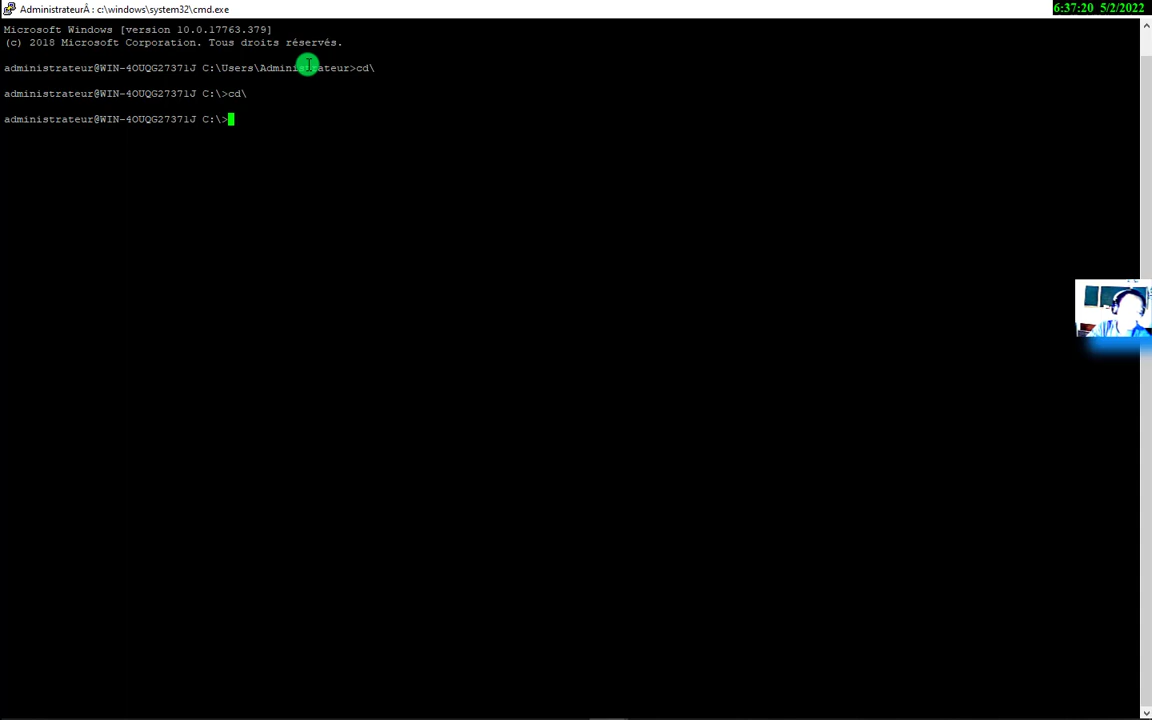 AdministrateurÂ : c:\windows\system32\cmd.exe
6:37:20 5/2/2022
Microsoft Windows [version 10.0.17763.379]
(c) 2018 Microsoft Corporation. Tous droits réservés.
administrateur@WIN-4OUQG27371J C:\Users\Administrateur>cd\
administrateur@WIN-4OUQG27371J C:\>cd\
administrateur@WIN-4OUQG27371J C:\>